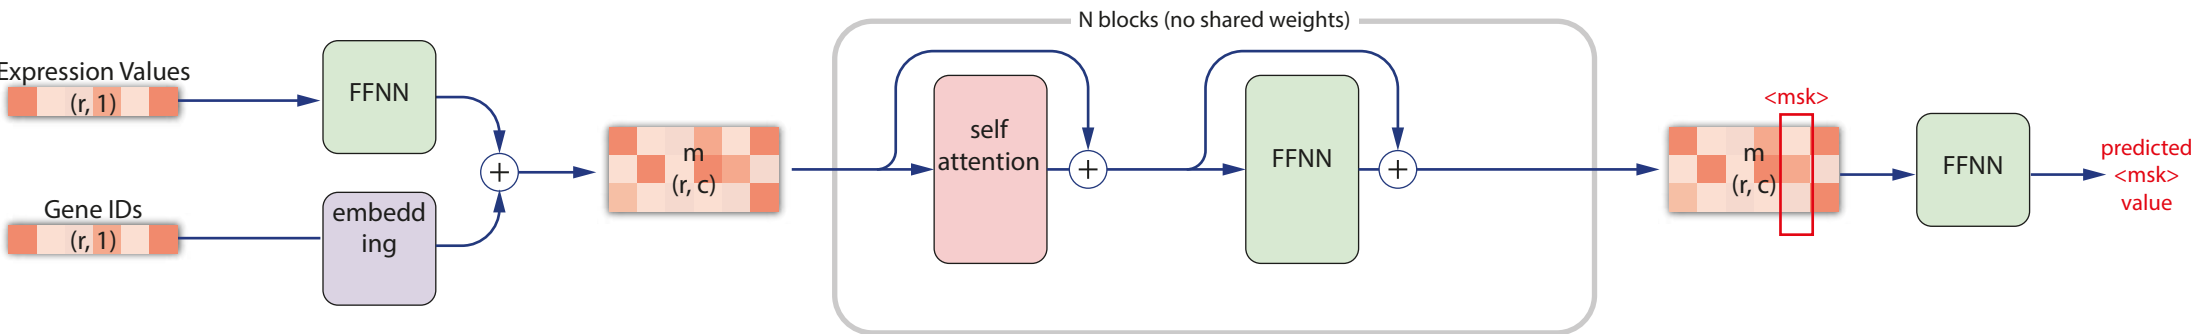 N blocks (no shared weights)
Expression Values
(r, 1)
FFNN
Gene IDs
(r, 1)
embedd
ing
+
m
(r, c)
self
attention
+
FFNN
+
<msk>
m
(r, c)
FFNN
predicted
<msk>
value